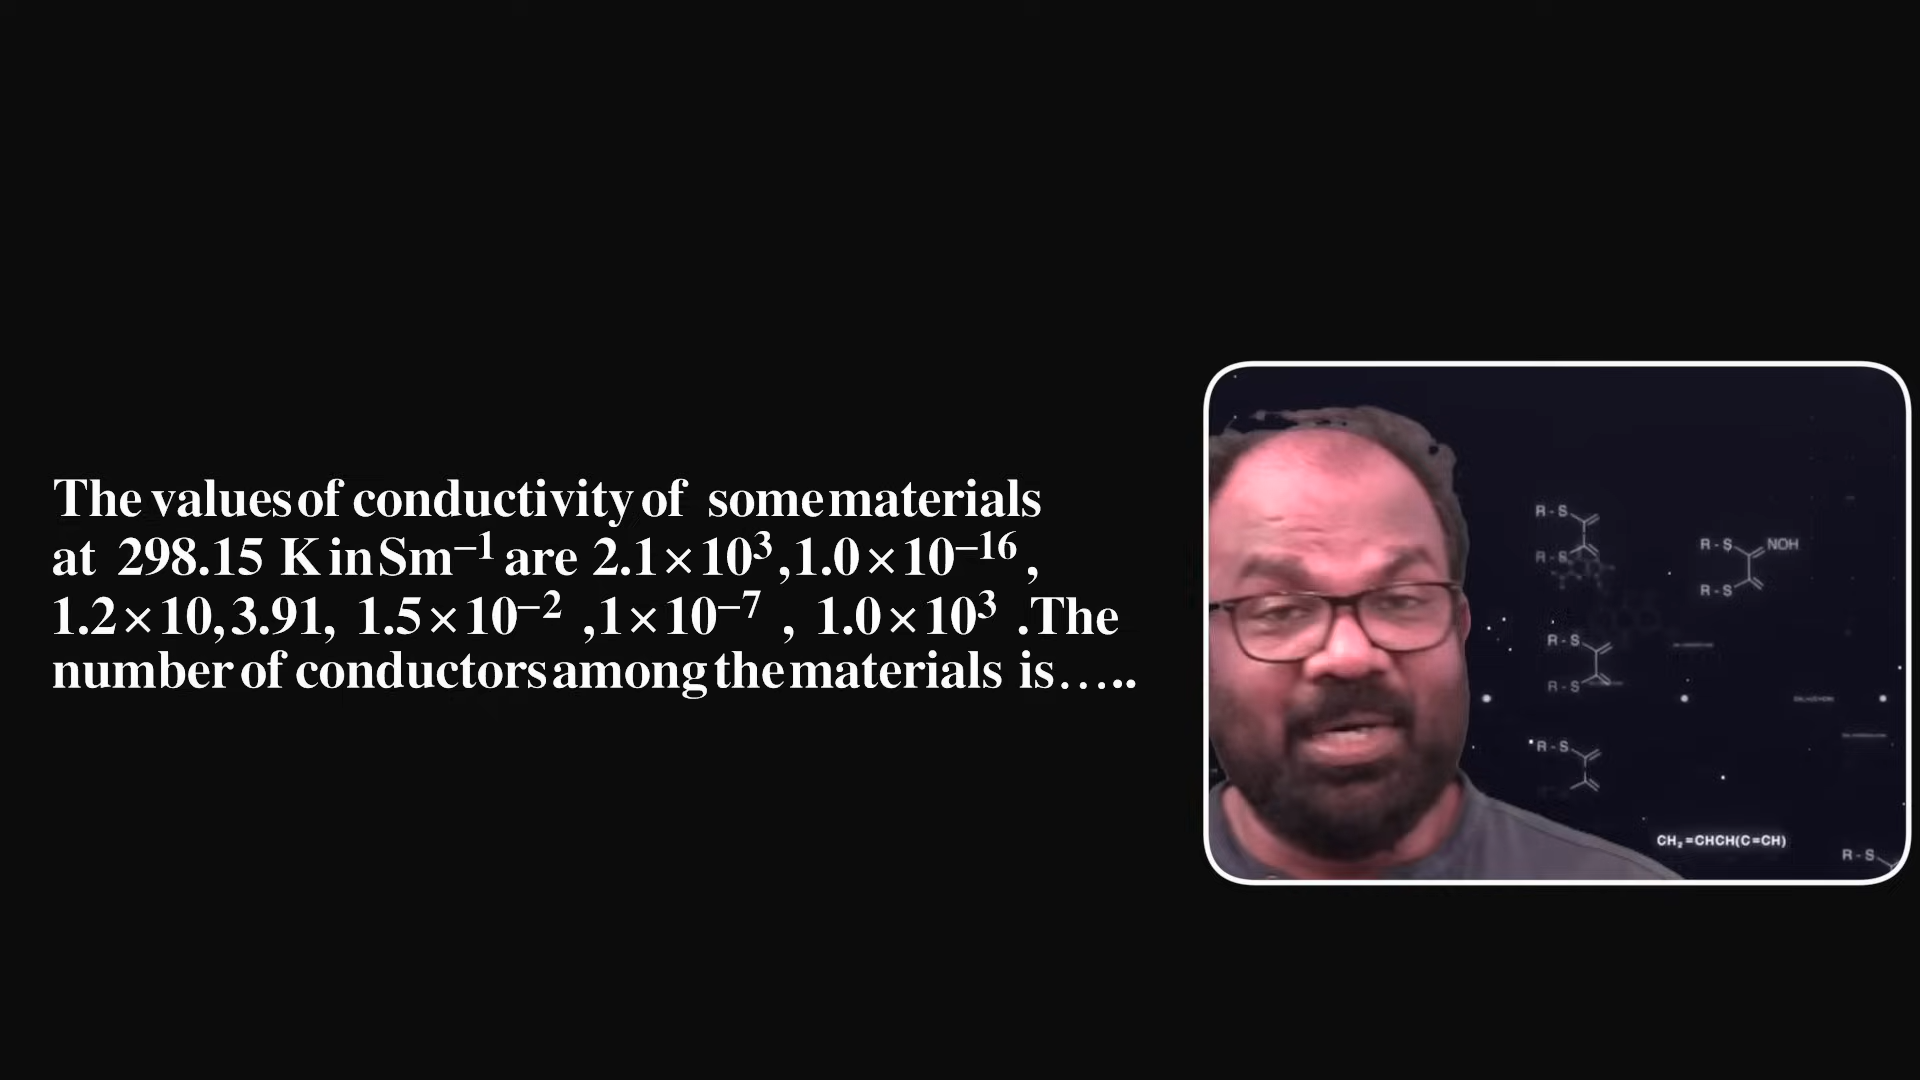 The values of conductivity of some materials
at 298.15 K in Sm⁻¹ are 2.1×10³,1.0×10⁻¹⁶ ,
1.2×10,3.91, 1.5×10⁻² ,1×10⁻⁷ , 1.0×10³ .The
number of conductors among the materials is…..
R-S
R-S
R-S
NOH
R-S
R-S
R-S
R-S
CH₂=CHCH(C=CH)
R-S